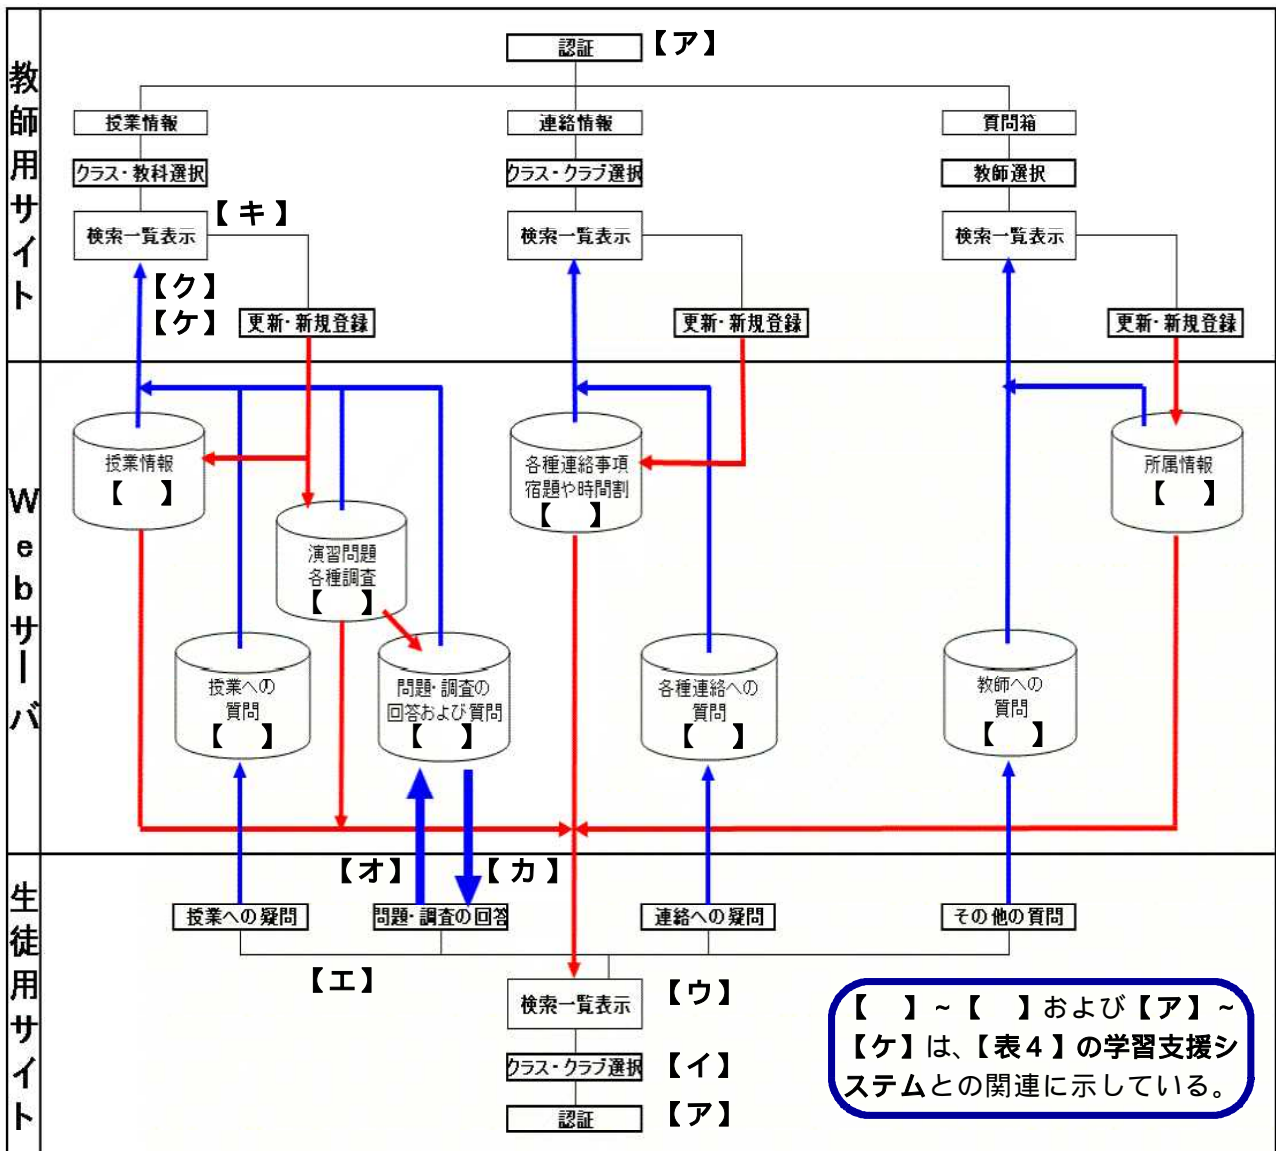 教師用サイト
認証
【ア】
授業情報
連絡情報
質問箱
クラス・教科選択
クラス・クラブ選択
教師選択
【キ】
検索一覧表示
検索一覧表示
検索一覧表示
【ク】
【ケ】
更新・新規登録
更新・新規登録
更新・新規登録
Webサーバ
授業情報
【　】
各種連絡事項
宿題や時間割
【　】
所属情報
【　】
演習問題
各種調査
【　】
授業への
質問
【　】
問題・調査の
回答および質問
【　】
各種連絡への
質問
【　】
教師への
質問
【　】
生徒用サイト
【オ】
【カ】
授業への疑問
問題・調査の回答
連絡への疑問
その他の質問
【エ】
検索一覧表示
【ウ】
クラス・クラブ選択
【イ】
認証
【ア】
【　】～【　】および【ア】～
【ケ】は、【表４】の学習支援シ
ステムとの関連に示している。